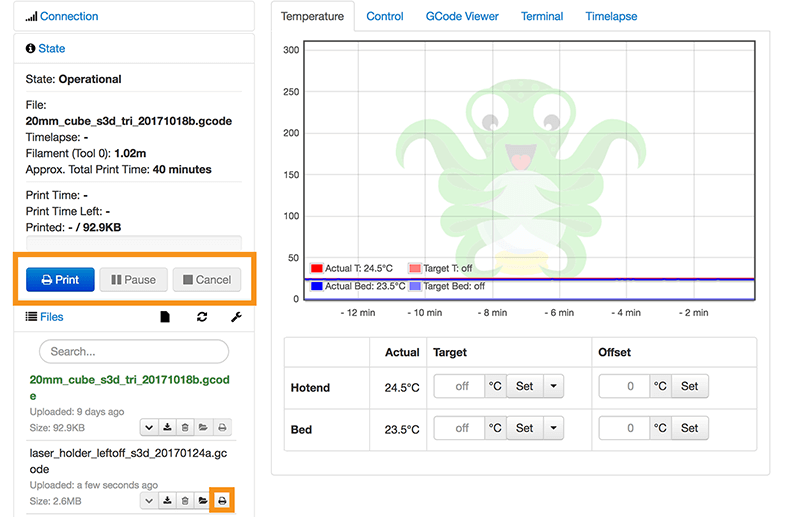 Connection
State
State: Operational
File:
20mm_cube_s3d_tri_20171018b.gcode
Timelapse: -
Filament (Tool 0): 1.02m
Approx. Total Print Time: 40 minutes
Print Time: -
Print Time Left: -
Printed: - / 92.9KB
Print
Pause
Cancel
Files
Search...
20mm_cube_s3d_tri_20171018b.gcod
e
Uploaded: 9 days ago
Size: 92.9KB
laser_holder_leftoff_s3d_20170124a.gc
ode
Uploaded: a few seconds ago
Size: 2.6MB
Temperature Control GCode Viewer Terminal Timelapse
300
250
200
150
100
50
0
Actual T: 24.5°C Target T: off
Actual Bed: 23.5°C Target Bed: off
- 12 min - 10 min - 8 min - 6 min - 4 min - 2 min
Actual Target Offset
Hotend 24.5°C off °C Set 0 °C Set
Bed 23.5°C off °C Set 0 °C Set